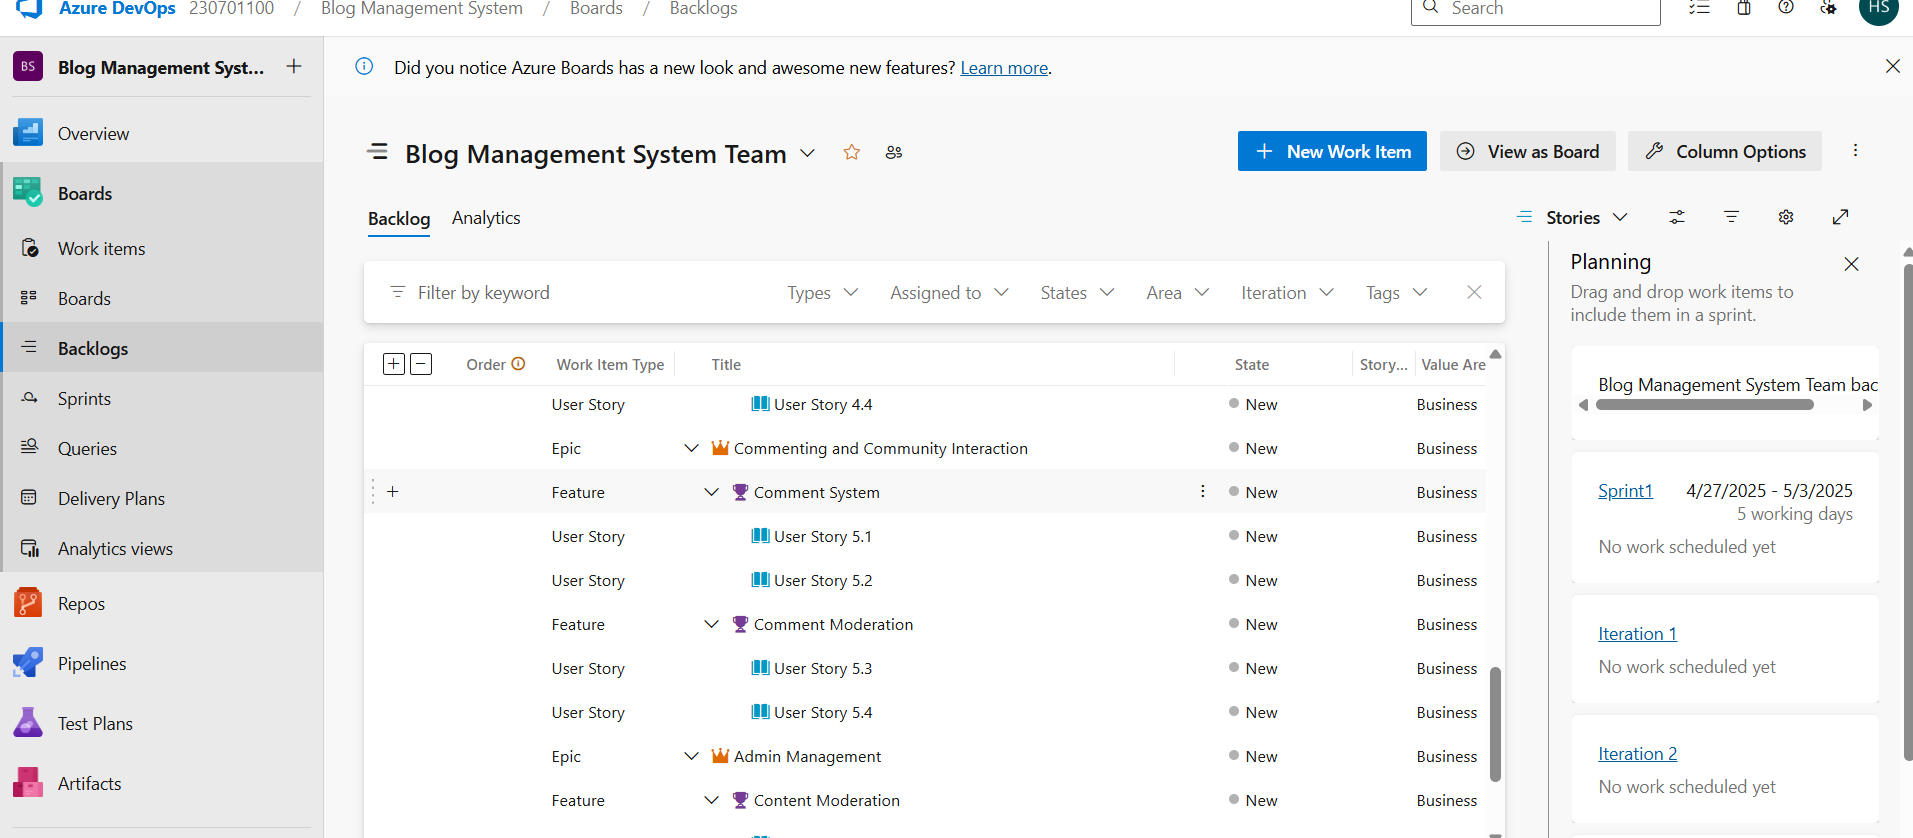 Azure DevOps 230701100 / Blog Management System / Boards / Backlogs
Search
HS
BS Blog Management Syst... +
Did you notice Azure Boards has a new look and awesome new features? Learn more.
Overview
Boards
Work items
Boards
Backlogs
Sprints
Queries
Delivery Plans
Analytics views
Repos
Pipelines
Test Plans
Artifacts
Blog Management System Team
+ New Work Item
View as Board
Column Options
Backlog Analytics
Stories
Filter by keyword Types Assigned to States Area Iteration Tags
Order Work Item Type Title State Story... Value Are
User Story User Story 4.4 New Business
Epic Commenting and Community Interaction New Business
+ Feature Comment System New Business
User Story User Story 5.1 New Business
User Story User Story 5.2 New Business
Feature Comment Moderation New Business
User Story User Story 5.3 New Business
User Story User Story 5.4 New Business
Epic Admin Management New Business
Feature Content Moderation New Business
Planning
Drag and drop work items to
include them in a sprint.
Blog Management System Team bac
Sprint1 4/27/2025 - 5/3/2025
5 working days
No work scheduled yet
Iteration 1
No work scheduled yet
Iteration 2
No work scheduled yet